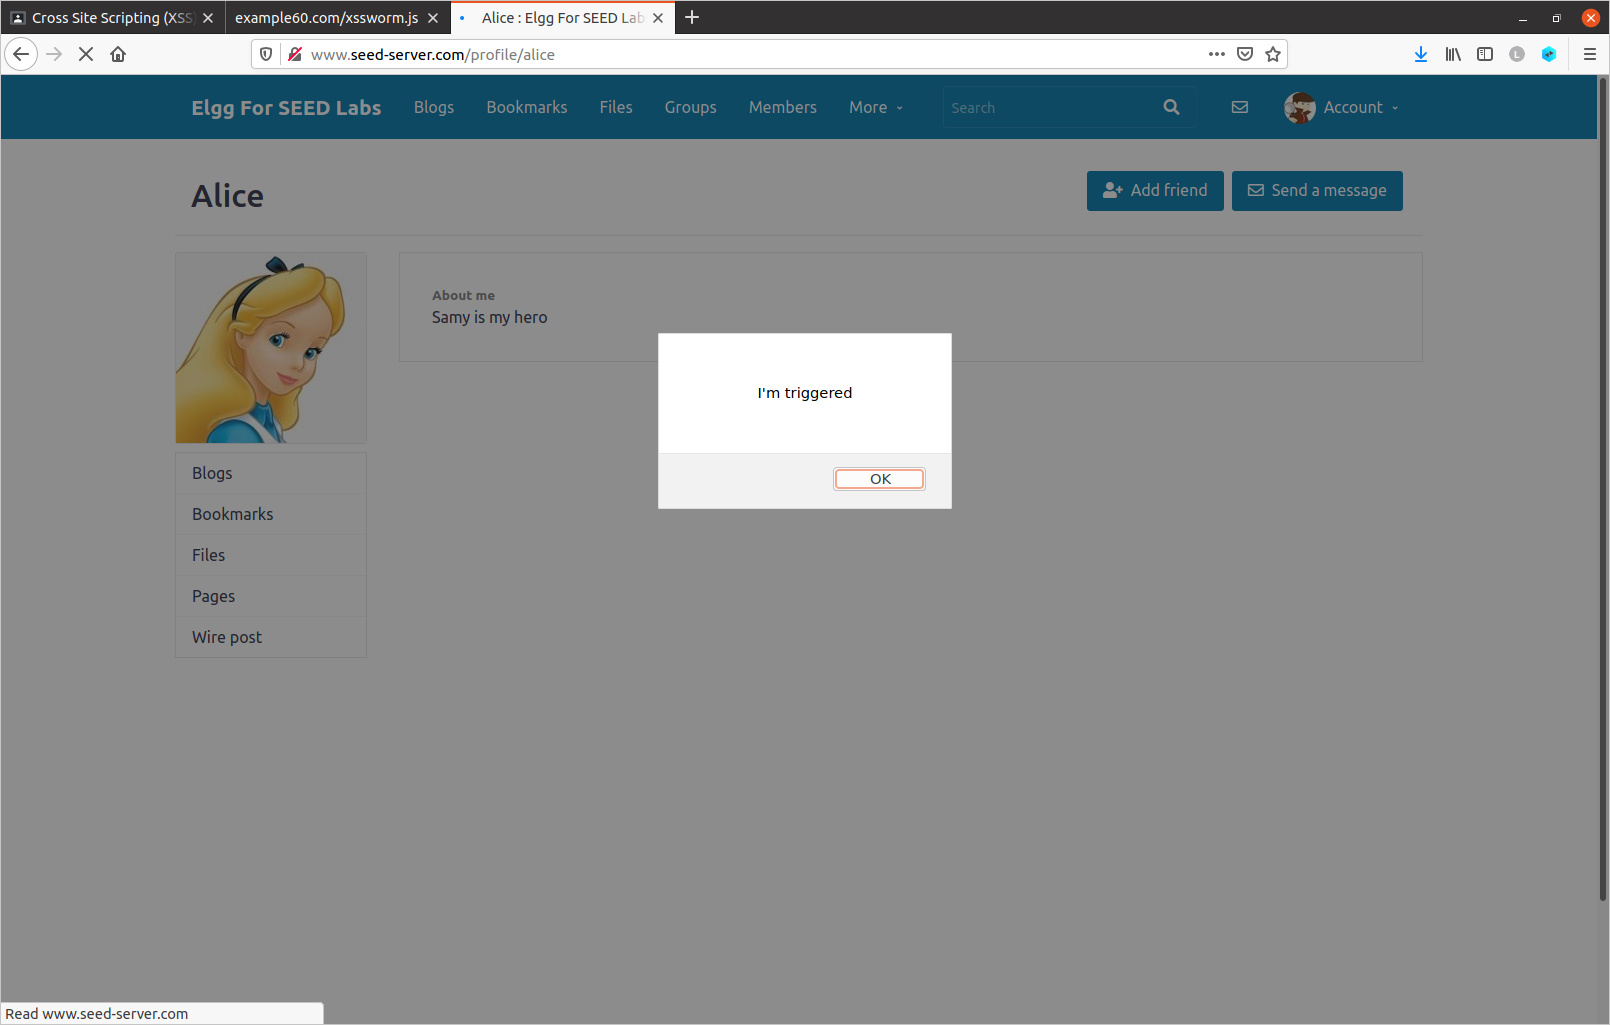 Cross Site Scripting (XSS)
example60.com/xssworm.js
Alice : Elgg For SEED Lab
www.seed-server.com/profile/alice
L
Elgg For SEED Labs
Blogs
Bookmarks
Files
Groups
Members
More
Search
Account
Alice
Add friend
Send a message
About me
Samy is my hero
I'm triggered
OK
Blogs
Bookmarks
Files
Pages
Wire post
Read www.seed-server.com